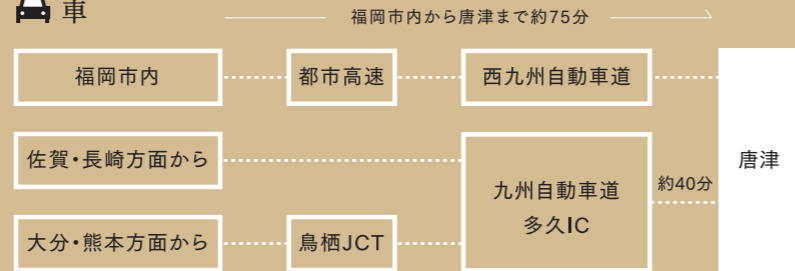 車
福岡市内から唐津まで約75分
福岡市内
都市高速
西九州自動車道
佐賀・長崎方面から
九州自動車道
多久IC
約40分
唐津
大分・熊本方面から
鳥栖JCT